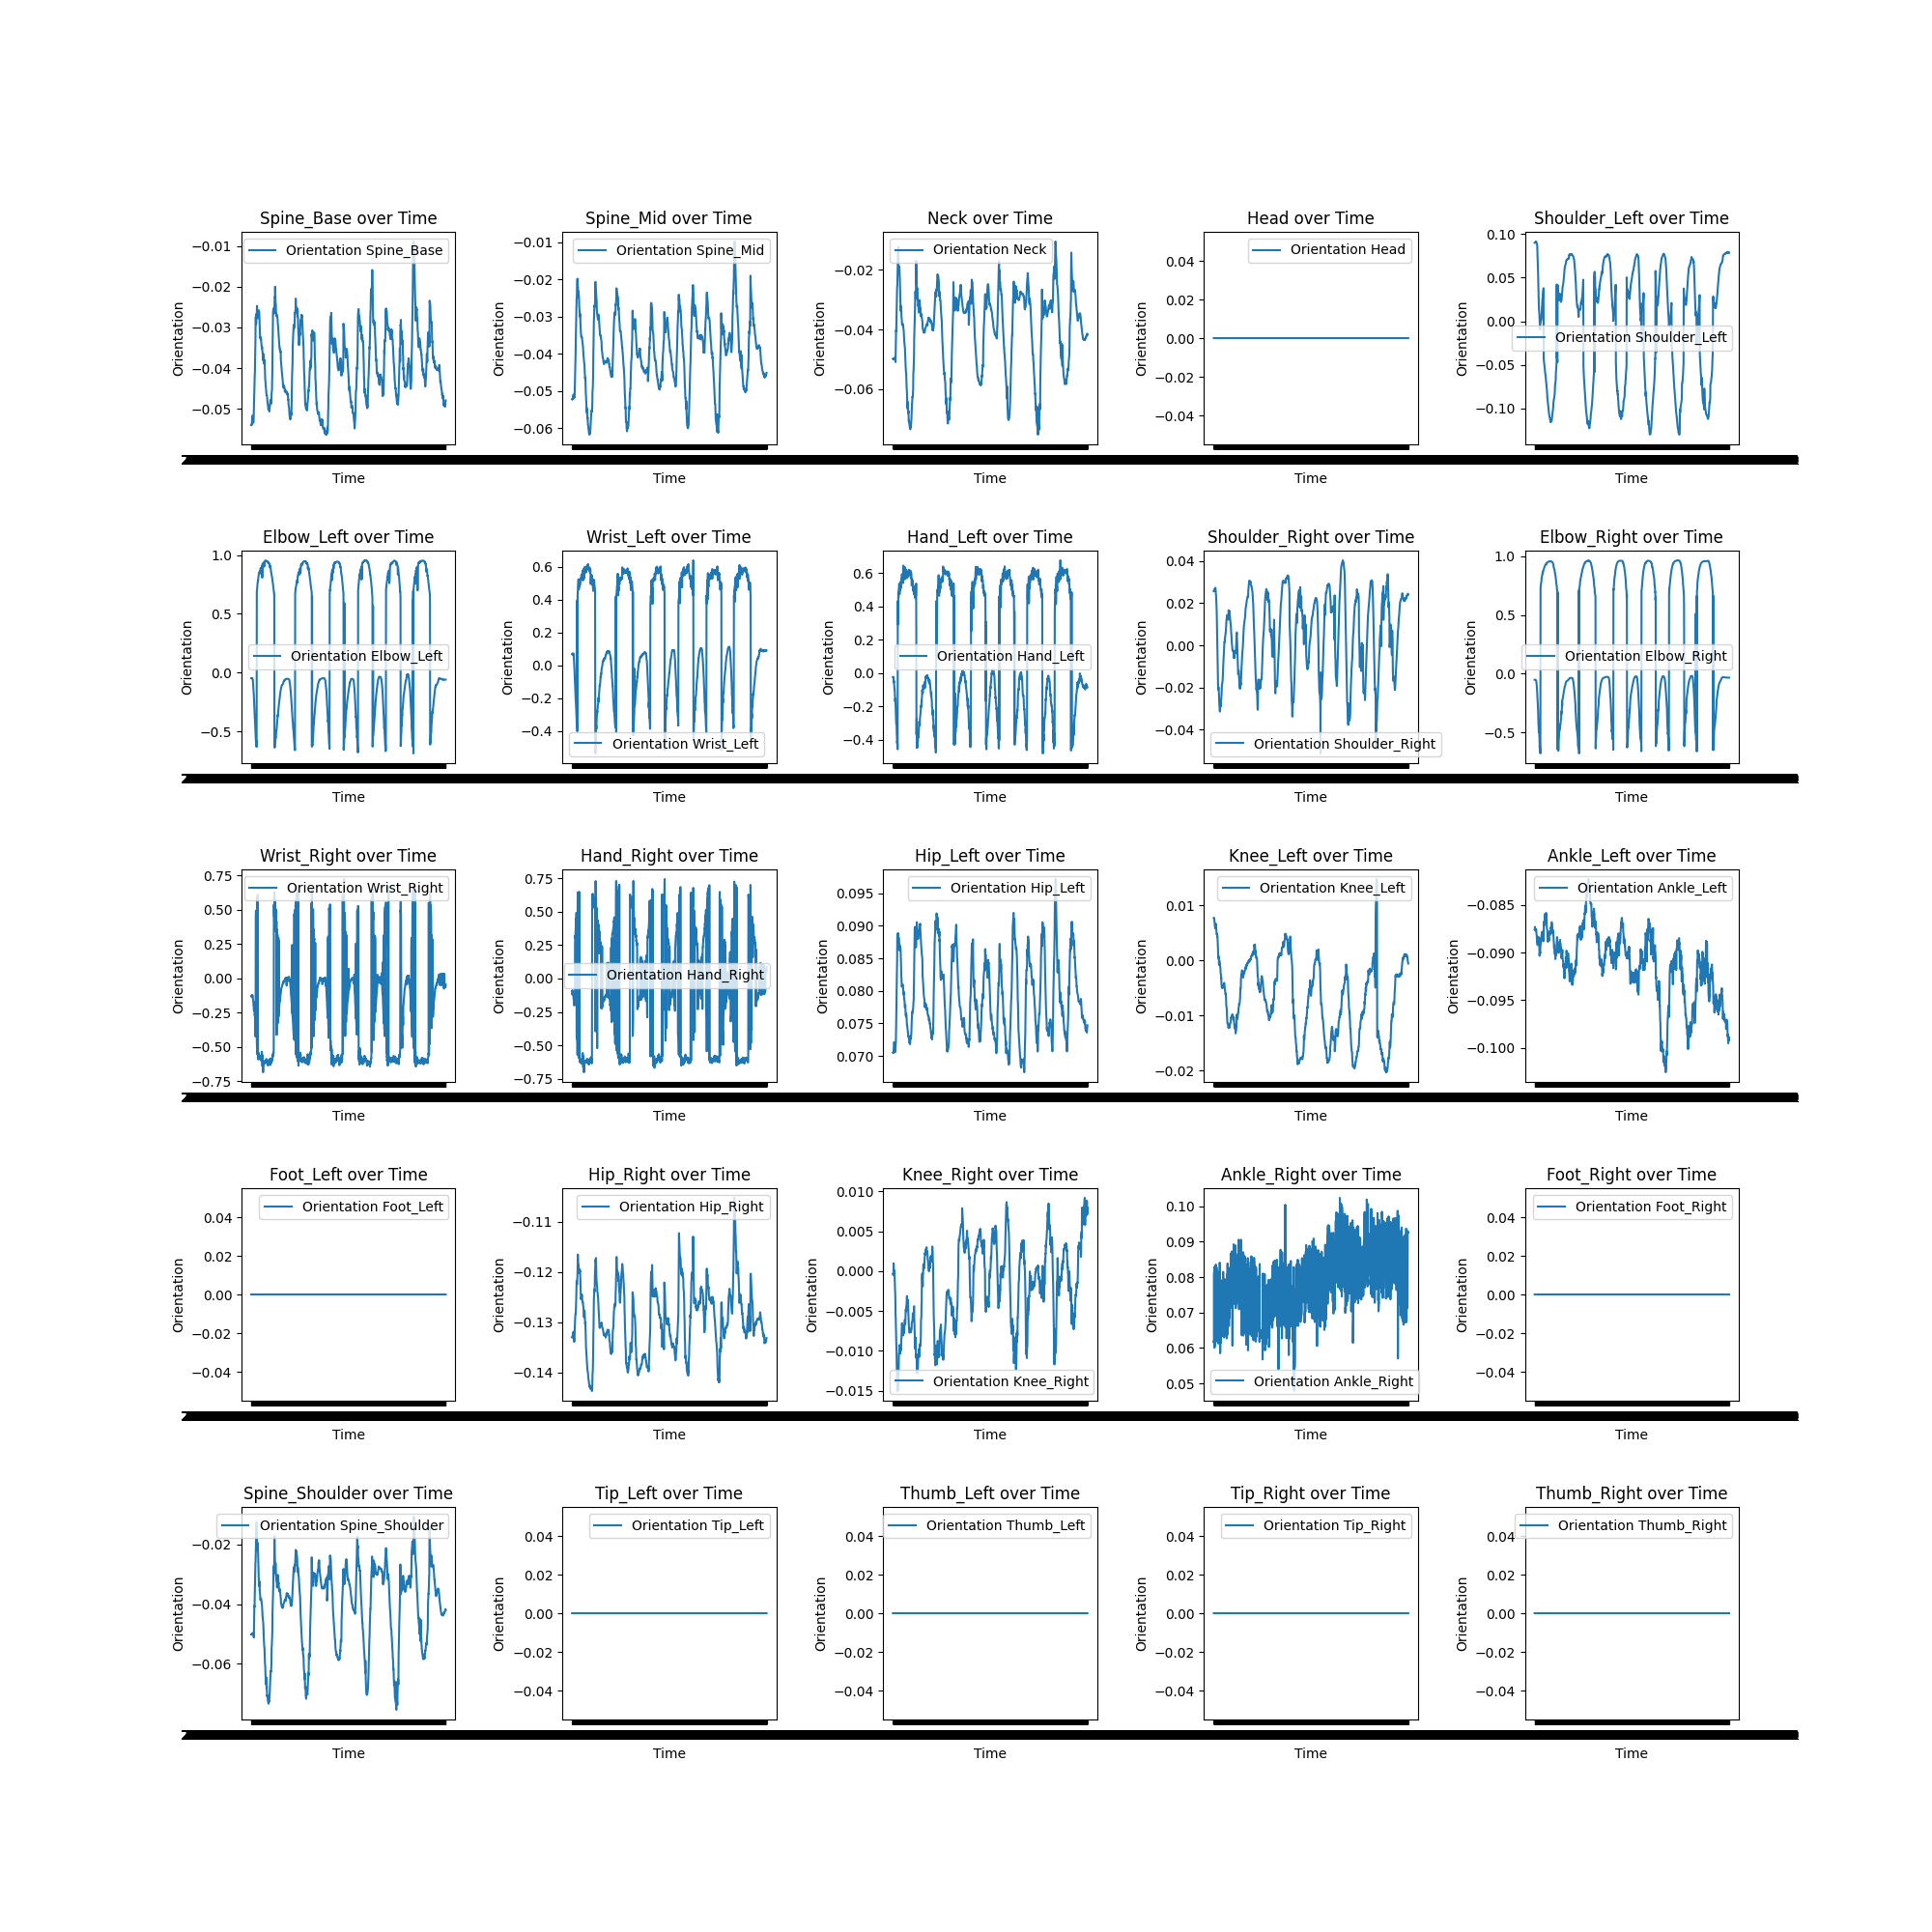 Spine_Base over Time
Orientation Spine_Base
−0.01
−0.02
−0.03
−0.04
−0.05
Orientation
Time
Spine_Mid over Time
Orientation Spine_Mid
−0.01
−0.02
−0.03
−0.04
−0.05
−0.06
Orientation
Time
Neck over Time
Orientation Neck
−0.02
−0.04
−0.06
Orientation
Time
Head over Time
Orientation Head
0.04
0.02
0.00
−0.02
−0.04
Orientation
Time
Shoulder_Left over Time
Orientation Shoulder_Left
0.10
0.05
0.00
−0.05
−0.10
Orientation
Time
Elbow_Left over Time
Orientation Elbow_Left
1.0
0.5
0.0
−0.5
Orientation
Time
Wrist_Left over Time
Orientation Wrist_Left
0.6
0.4
0.2
0.0
−0.2
−0.4
Orientation
Time
Hand_Left over Time
Orientation Hand_Left
0.6
0.4
0.2
0.0
−0.2
−0.4
Orientation
Time
Shoulder_Right over Time
Orientation Shoulder_Right
0.04
0.02
0.00
−0.02
−0.04
Orientation
Time
Elbow_Right over Time
Orientation Elbow_Right
1.0
0.5
0.0
−0.5
Orientation
Time
Wrist_Right over Time
Orientation Wrist_Right
0.75
0.50
0.25
0.00
−0.25
−0.50
−0.75
Orientation
Time
Hand_Right over Time
Orientation Hand_Right
0.75
0.50
0.25
0.00
−0.25
−0.50
−0.75
Orientation
Time
Hip_Left over Time
Orientation Hip_Left
0.095
0.090
0.085
0.080
0.075
0.070
Orientation
Time
Knee_Left over Time
Orientation Knee_Left
0.01
0.00
−0.01
−0.02
Orientation
Time
Ankle_Left over Time
Orientation Ankle_Left
−0.085
−0.090
−0.095
−0.100
Orientation
Time
Foot_Left over Time
Orientation Foot_Left
0.04
0.02
0.00
−0.02
−0.04
Orientation
Time
Hip_Right over Time
Orientation Hip_Right
−0.11
−0.12
−0.13
−0.14
Orientation
Time
Knee_Right over Time
Orientation Knee_Right
0.010
0.005
0.000
−0.005
−0.010
−0.015
Orientation
Time
Ankle_Right over Time
Orientation Ankle_Right
0.10
0.09
0.08
0.07
0.06
0.05
Orientation
Time
Foot_Right over Time
Orientation Foot_Right
0.04
0.02
0.00
−0.02
−0.04
Orientation
Time
Spine_Shoulder over Time
Orientation Spine_Shoulder
−0.02
−0.04
−0.06
Orientation
Time
Tip_Left over Time
Orientation Tip_Left
0.04
0.02
0.00
−0.02
−0.04
Orientation
Time
Thumb_Left over Time
Orientation Thumb_Left
0.04
0.02
0.00
−0.02
−0.04
Orientation
Time
Tip_Right over Time
Orientation Tip_Right
0.04
0.02
0.00
−0.02
−0.04
Orientation
Time
Thumb_Right over Time
Orientation Thumb_Right
0.04
0.02
0.00
−0.02
−0.04
Orientation
Time